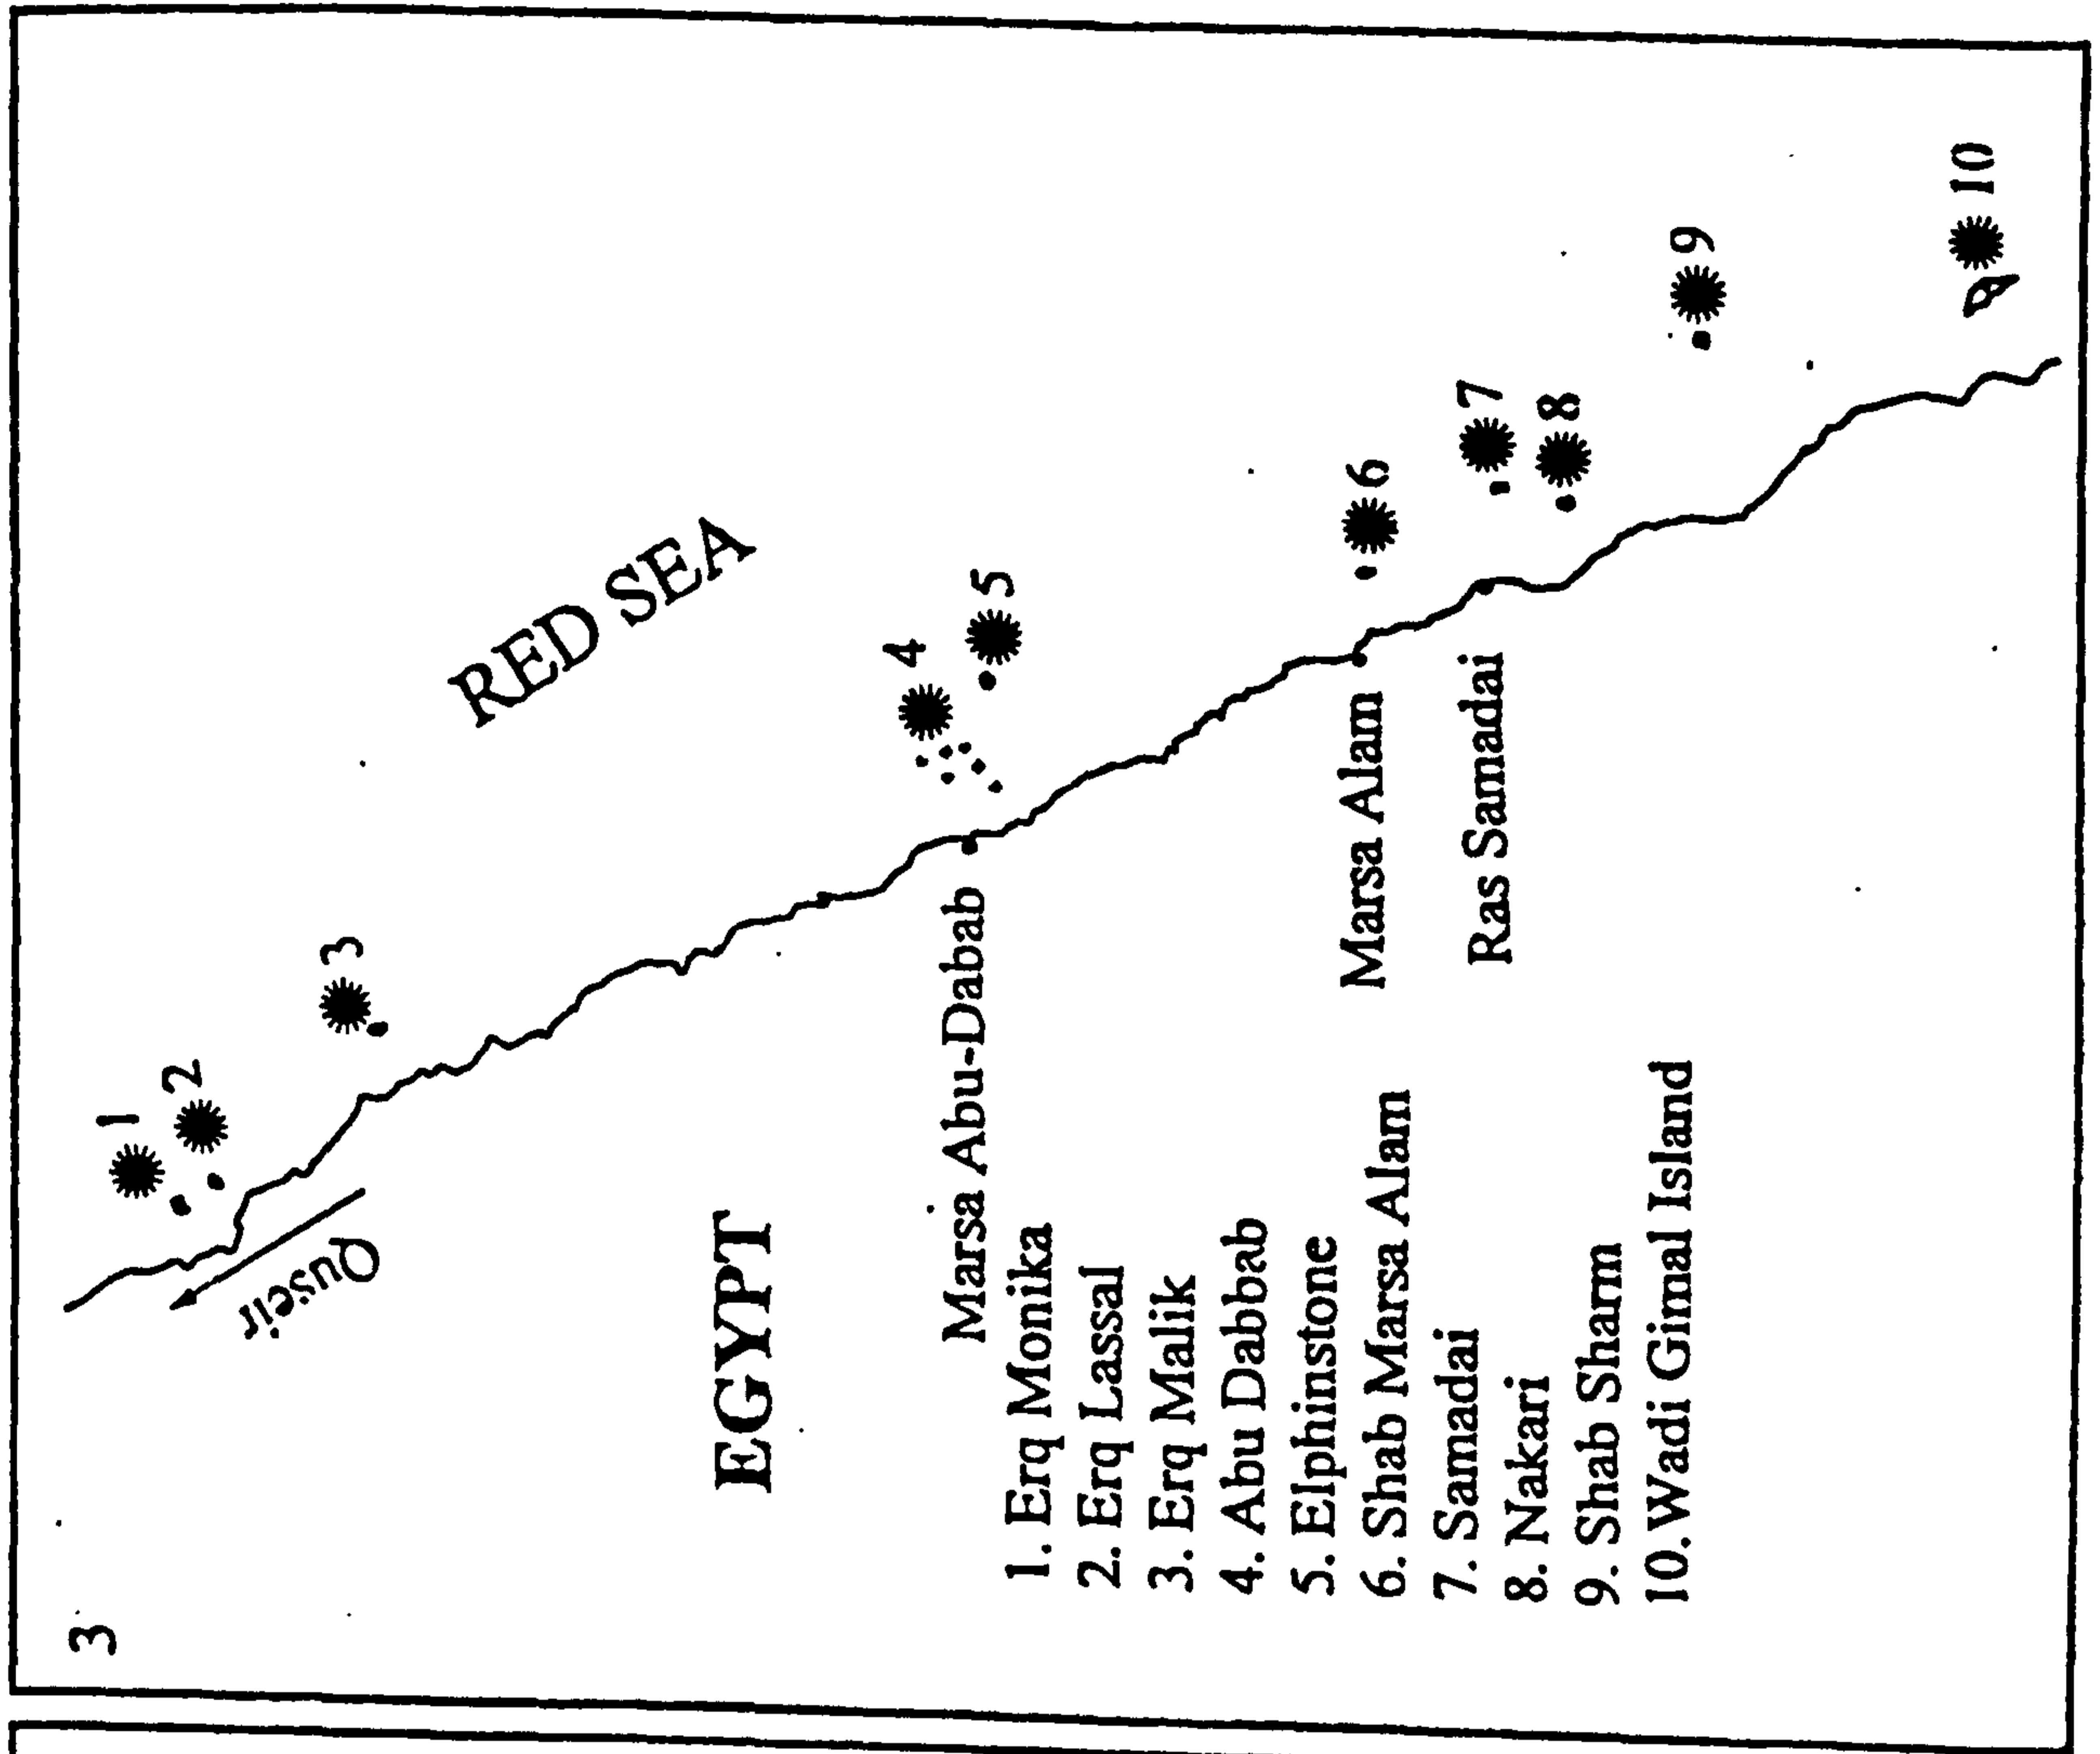 3
1
2
3
Quseir
RED SEA
EGYPT
4
5
Marsa Abu-Dabab
6
Marsa Alam
7
8
Ras Samadai
9
10
1. Erq Monika
2. Erq Lassal
3. Erq Malik
4. Abu Dabbab
5. Elphinstone
6. Shab Marsa Alam
7. Samadai
8. Nakari
9. Shab Sharm
10. Wadi Gimal Island